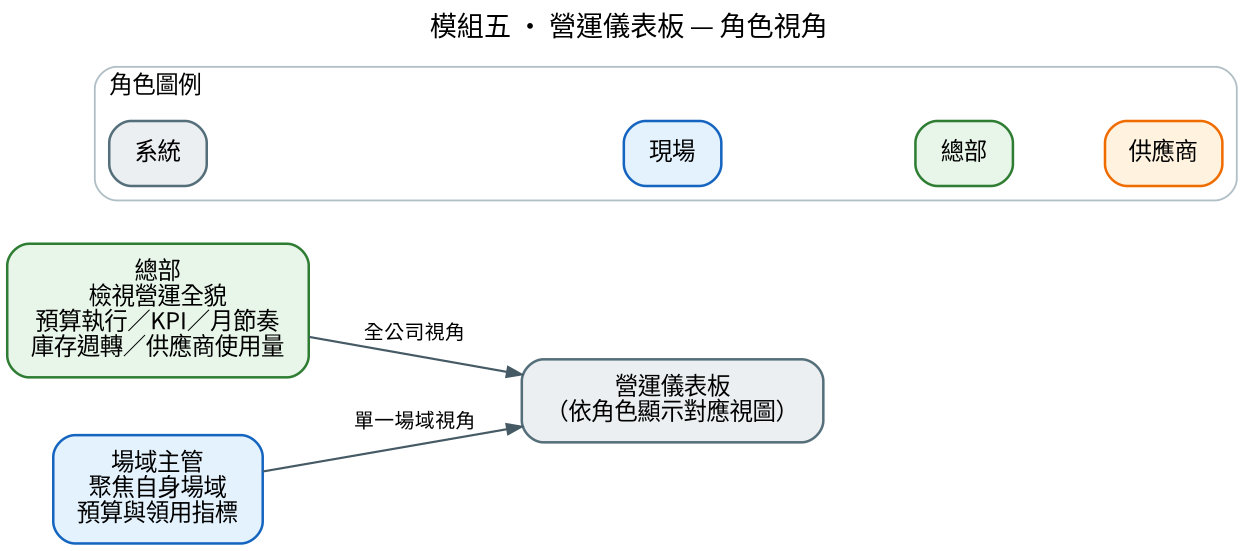 模組五 · 營運儀表板 — 角色視角
角色圖例
系統
現場
總部
供應商
總部
檢視營運全貌
預算執行／KPI／月節奏
庫存週轉／供應商使用量
全公司視角
營運儀表板
（依角色顯示對應視圖）
單一場域視角
場域主管
聚焦自身場域
預算與領用指標